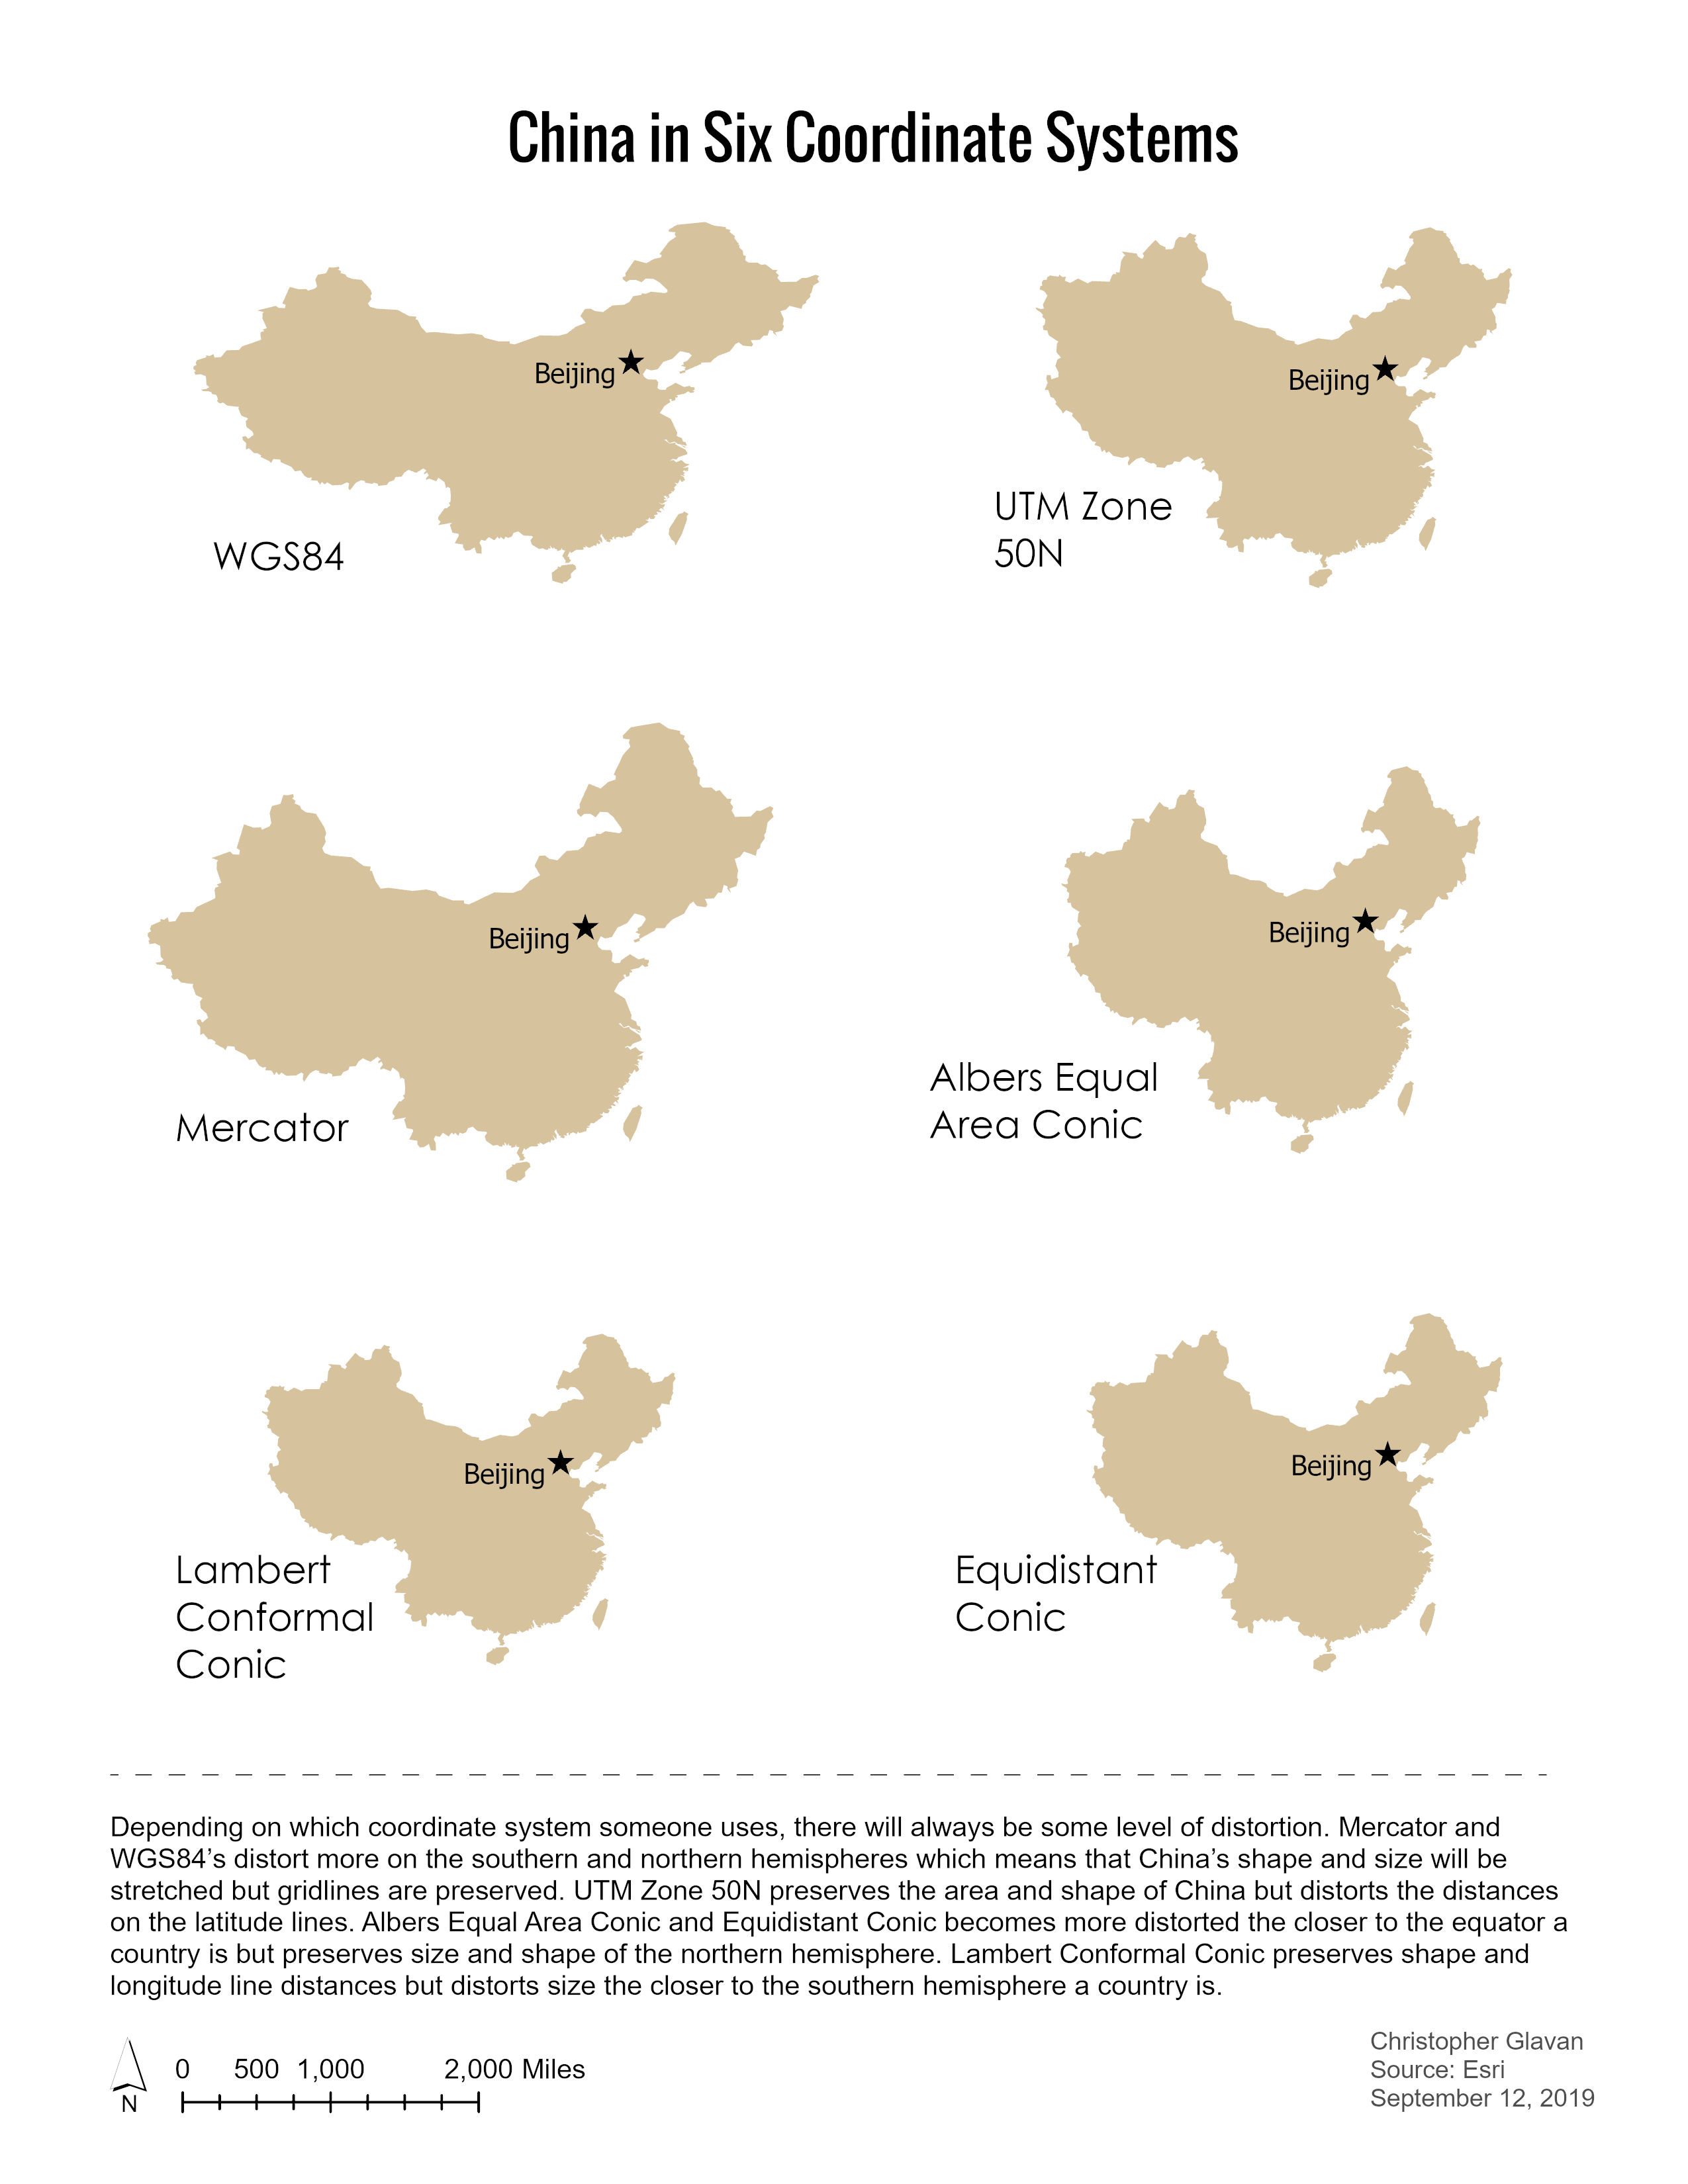 China in Six Coordinate Systems
Beijing
WGS84
Beijing
UTM Zone
50N
Beijing
Mercator
Beijing
Albers Equal
Area Conic
Beijing
Lambert
Conformal
Conic
Beijing
Equidistant
Conic
Depending on which coordinate system someone uses, there will always be some level of distortion. Mercator and
WGS84’s distort more on the southern and northern hemispheres which means that China’s shape and size will be
stretched but gridlines are preserved. UTM Zone 50N preserves the area and shape of China but distorts the distances
on the latitude lines. Albers Equal Area Conic and Equidistant Conic becomes more distorted the closer to the equator a
country is but preserves size and shape of the northern hemisphere. Lambert Conformal Conic preserves shape and
longitude line distances but distorts size the closer to the southern hemisphere a country is.
N
0 500 1,000 2,000 Miles
Christopher Glavan
Source: Esri
September 12, 2019